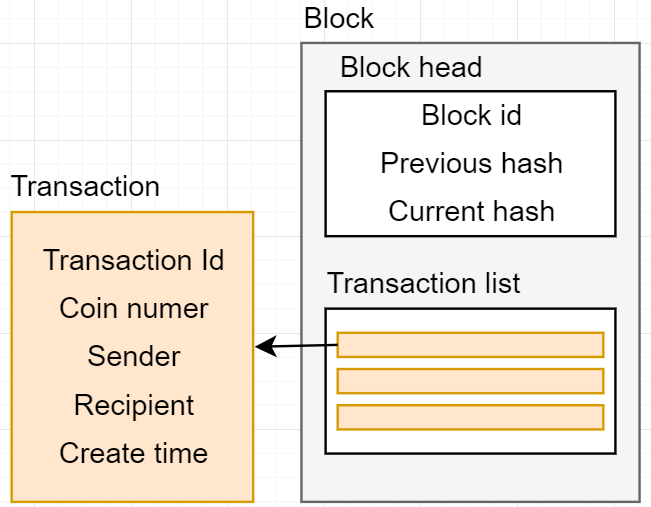 Block
Block head
Block id
Previous hash
Current hash
Transaction
Transaction Id
Coin numer
Sender
Recipient
Create time
Transaction list